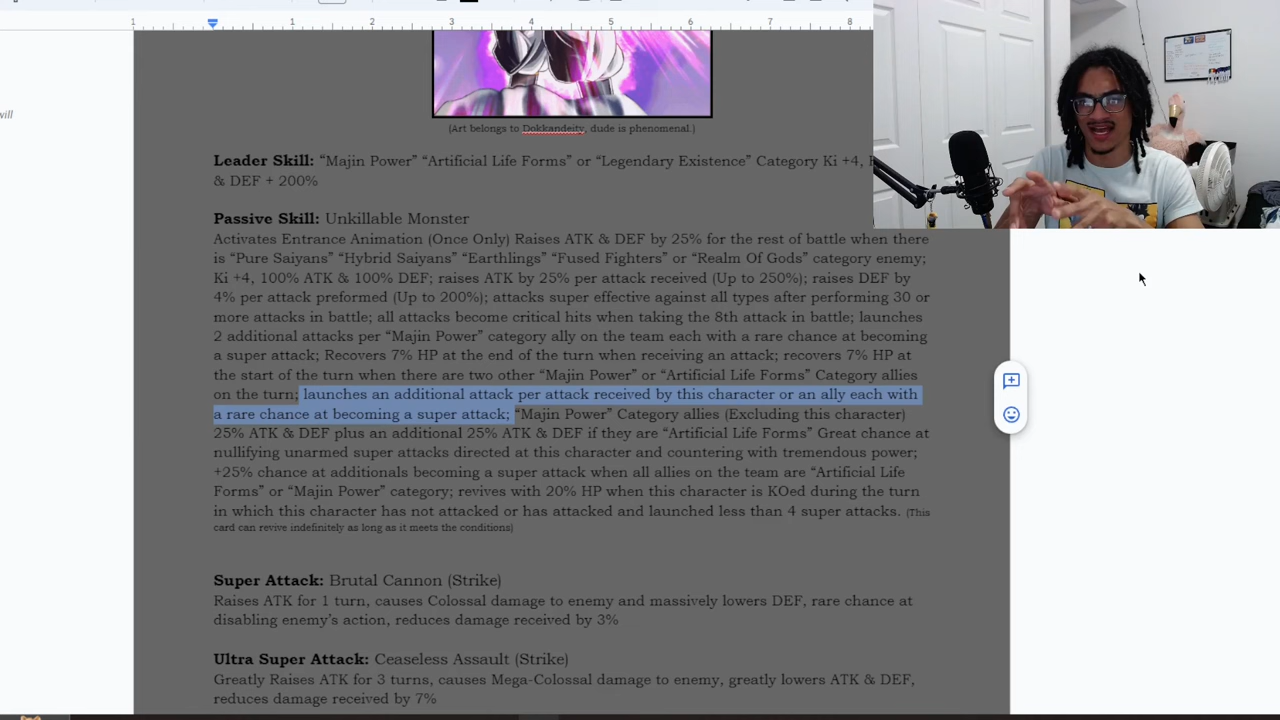 1 1 2 3 4 5 6 7 8
will
(Art belongs to Dokkandeity, dude is phenomenal.)
Leader Skill: “Majin Power” “Artificial Life Forms” or “Legendary Existence” Category Ki +4,
& DEF + 200%
Passive Skill: Unkillable Monster
Activates Entrance Animation (Once Only) Raises ATK & DEF by 25% for the rest of battle when there
is “Pure Saiyans” “Hybrid Saiyans” “Earthlings” “Fused Fighters” or “Realm Of Gods” category enemy;
Ki +4, 100% ATK & 100% DEF; raises ATK by 25% per attack received (Up to 250%); raises DEF by
4% per attack preformed (Up to 200%); attacks super effective against all types after performing 30 or
more attacks in battle; all attacks become critical hits when taking the 8th attack in battle; launches
2 additional attacks per “Majin Power” category ally on the team each with a rare chance at becoming
a super attack; Recovers 7% HP at the end of the turn when receiving an attack; recovers 7% HP at
the start of the turn when there are two other “Majin Power” or “Artificial Life Forms” Category allies
on the turn; launches an additional attack per attack received by this character or an ally each with
a rare chance at becoming a super attack; “Majin Power” Category allies (Excluding this character)
25% ATK & DEF plus an additional 25% ATK & DEF if they are “Artificial Life Forms” Great chance at
nullifying unarmed super attacks directed at this character and countering with tremendous power;
+25% chance at additionals becoming a super attack when all allies on the team are “Artificial Life
Forms” or “Majin Power” category; revives with 20% HP when this character is KOed during the turn
in which this character has not attacked or has attacked and launched less than 4 super attacks. (This
card can revive indefinitely as long as it meets the conditions)
Super Attack: Brutal Cannon (Strike)
Raises ATK for 1 turn, causes Colossal damage to enemy and massively lowers DEF, rare chance at
disabling enemy’s action, reduces damage received by 3%
Ultra Super Attack: Ceaseless Assault (Strike)
Greatly Raises ATK for 3 turns, causes Mega-Colossal damage to enemy, greatly lowers ATK & DEF,
reduces damage received by 7%